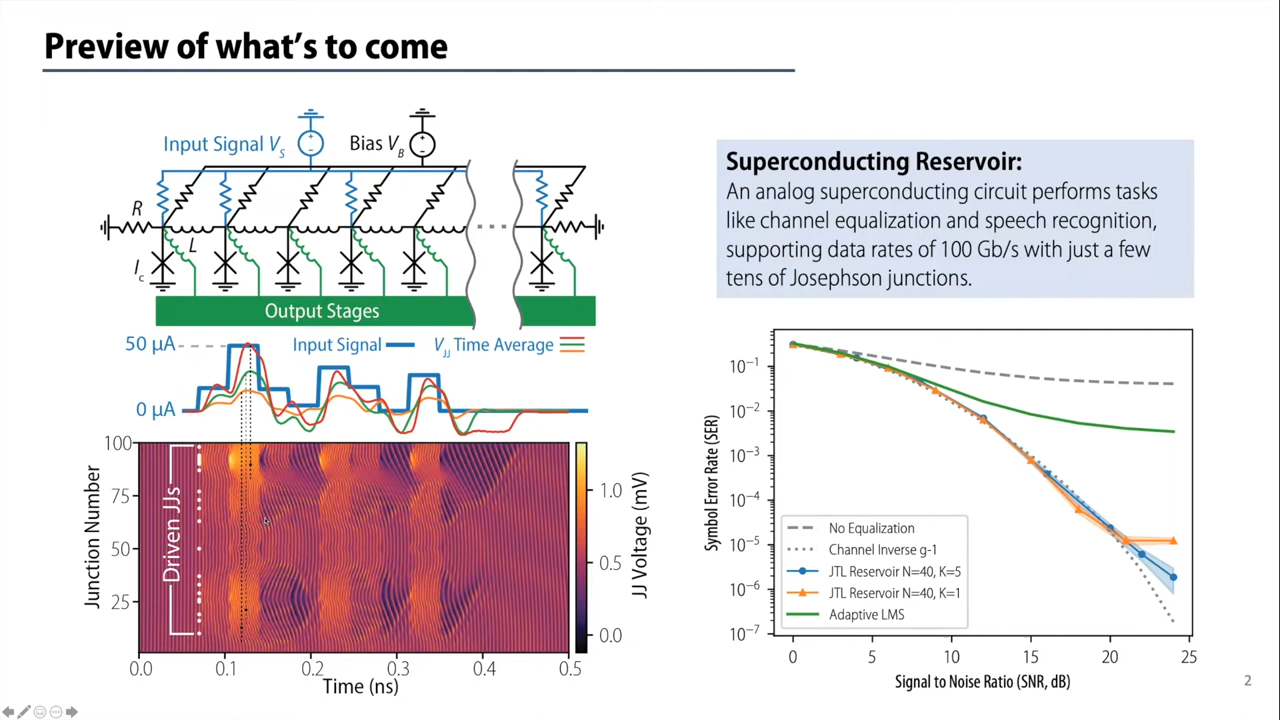 Preview of what's to come
Input Signal VS
Bias VB
R
L
Ic
Output Stages
50 µA
Input Signal
VJJ Time Average
0 µA
Junction Number
100
75
50
25
Driven JJs
0.0
0.1
0.2
0.3
0.4
0.5
Time (ns)
1.0
0.5
0.0
JJ Voltage (mV)
Superconducting Reservoir:
An analog superconducting circuit performs tasks
like channel equalization and speech recognition,
supporting data rates of 100 Gb/s with just a few
tens of Josephson junctions.
Symbol Error Rate (SER)
10−1
10−2
10−3
10−4
10−5
10−6
10−7
No Equalization
Channel Inverse g-1
JTL Reservoir N=40, K=5
JTL Reservoir N=40, K=1
Adaptive LMS
0
5
10
15
20
25
Signal to Noise Ratio (SNR, dB)
2